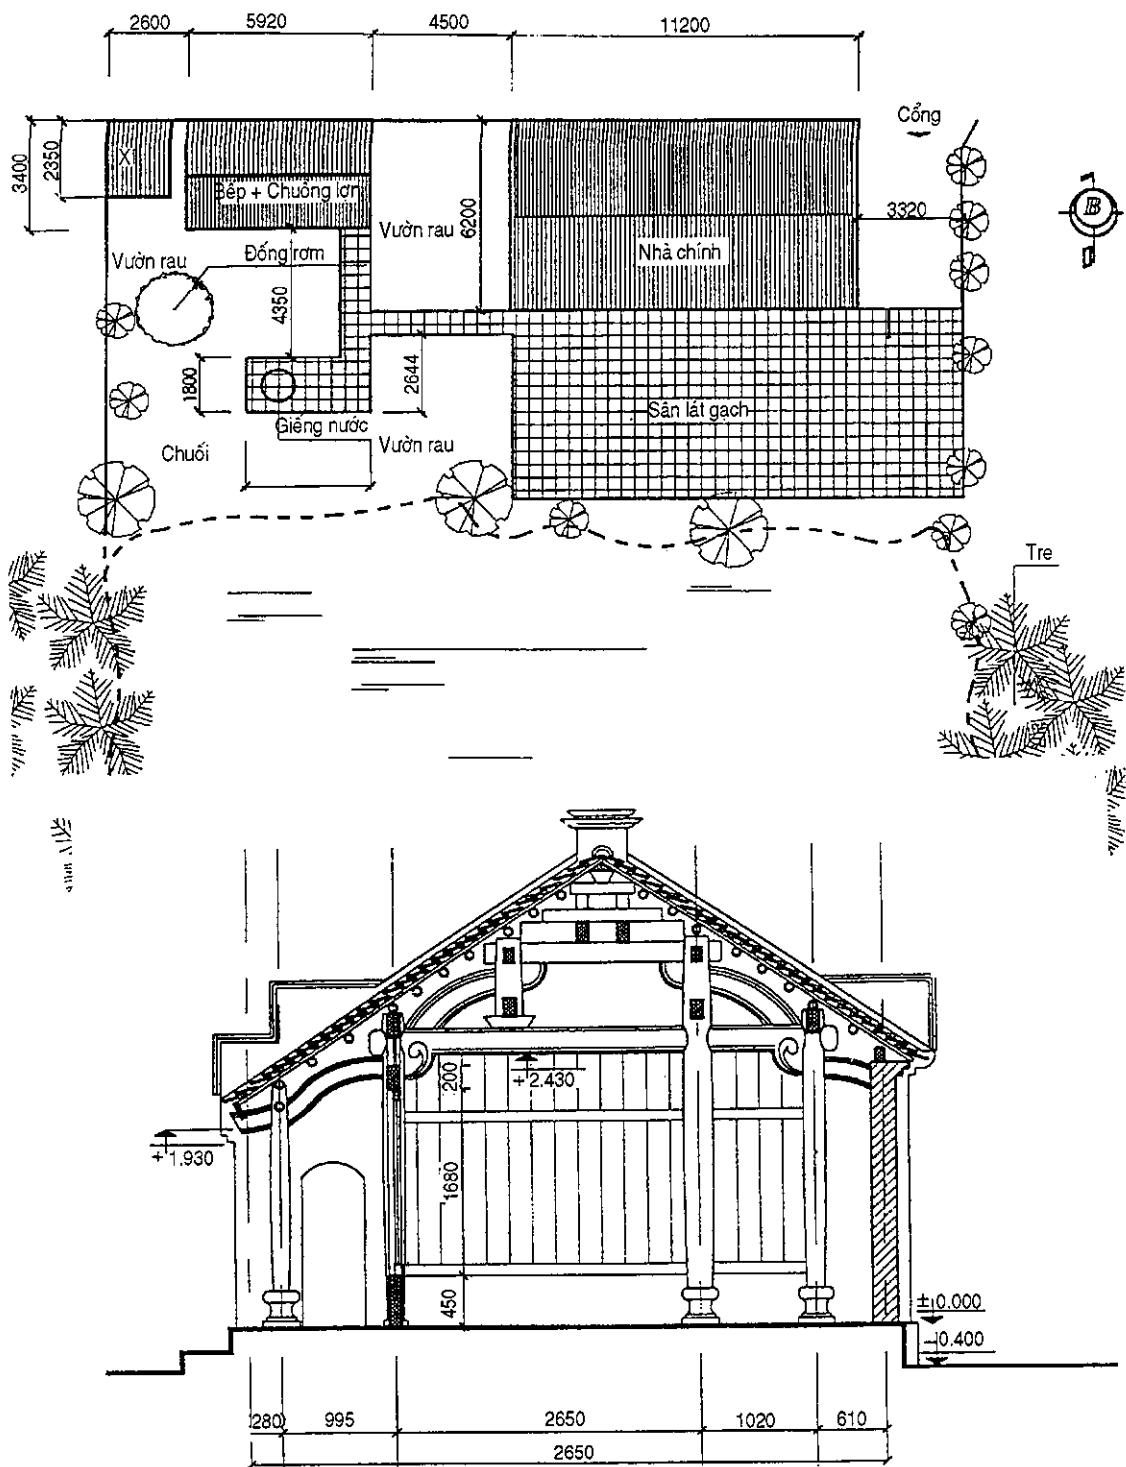 2600 5920 4500 11200
Cổng
3400
2350
X
Bếp + Chuồng lợn
6200
3320
B
Vườn rau
Nhà chính
Vườn rau
Đống rơm
4350
1800
2644
Sân lát gạch
Giếng nước
Vườn rau
Chuối
Tre
200
+ 2.430
+ 1.930
1680
450
± 0.000
-0.400
280 995 2650 1020 610
2650